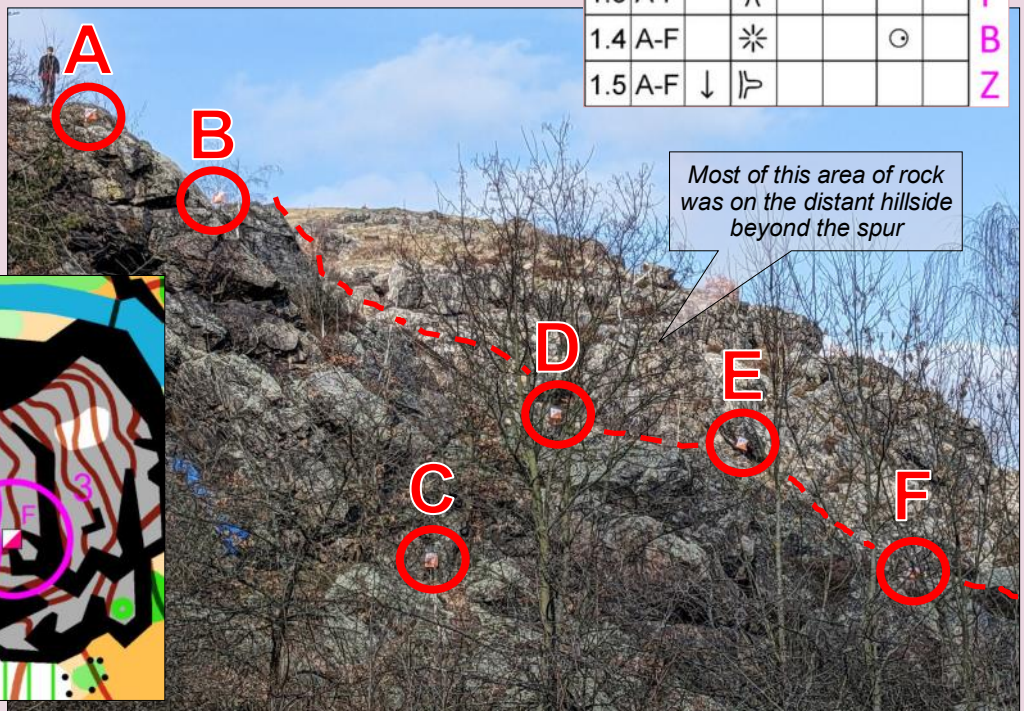 1.4 A-F B
1.5 A-F Z
A
B
Most of this area of rock
was on the distant hillside
beyond the spur
D
E
C
F
3
F